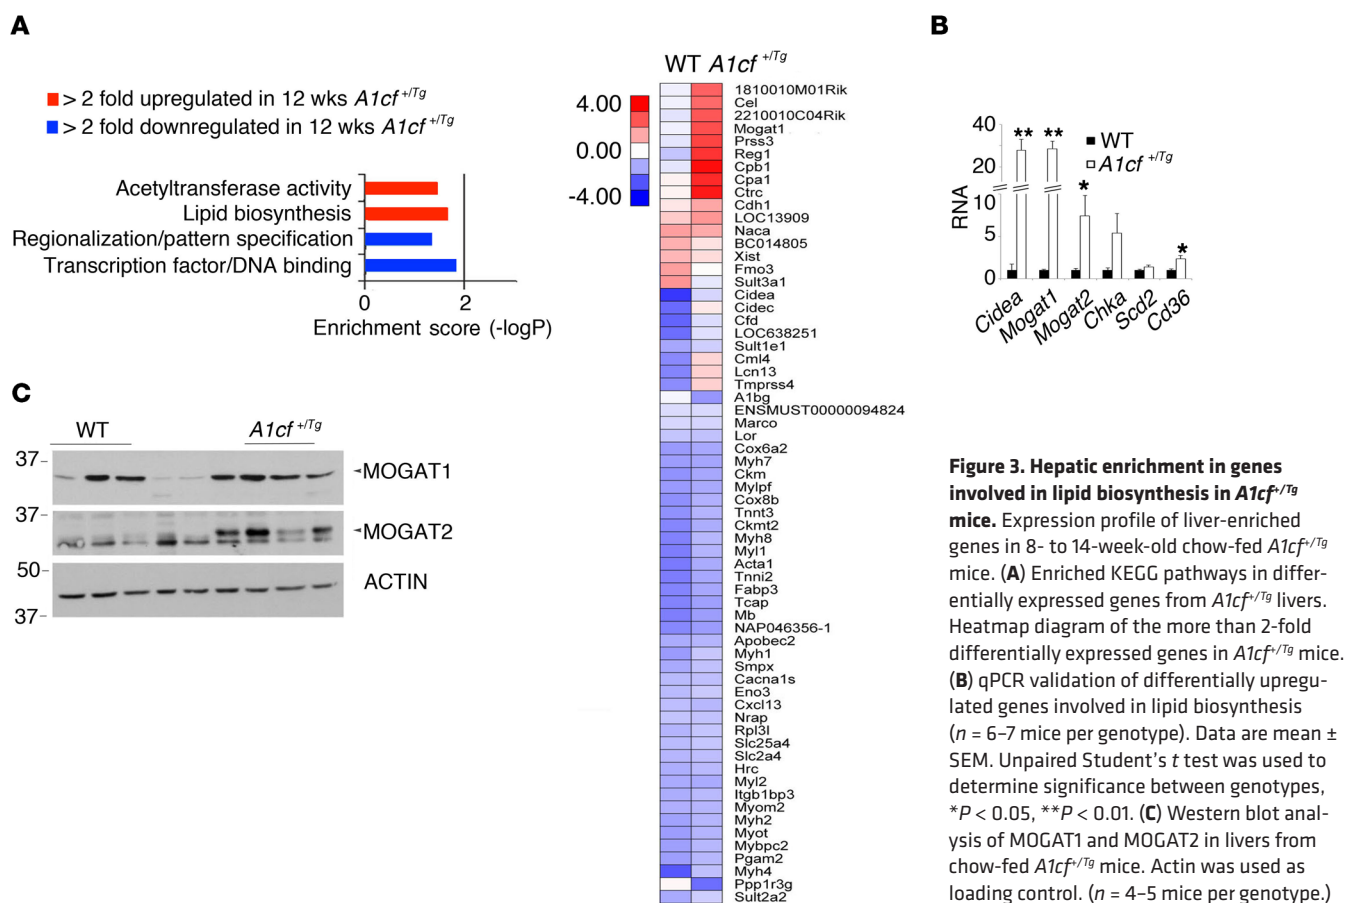 A
> 2 fold upregulated in 12 wks A1cf +/Tg
> 2 fold downregulated in 12 wks A1cf +/Tg
Acetyltransferase activity
Lipid biosynthesis
Regionalization/pattern specification
Transcription factor/DNA binding
0
2
Enrichment score (-logP)
WT A1cf +/Tg
4.00
0.00
-4.00
1810010M01Rik
Cel
2210010C04Rik
Mogat1
Prss3
Reg1
Cpb1
Cpa1
Ctrc
Cdh1
LOC13909
Naca
BC014805
Xist
Fmo3
Sult3a1
Cidea
Cidec
Cfd
LOC638251
Sult1e1
Cml4
Lcn13
Tmprss4
A1bg
ENSMUST00000094824
Marco
Lor
Cox6a2
Myh7
Ckm
Mylpf
Cox8b
Tnnt3
Ckmt2
Myh8
Myl1
Acta1
Tnni2
Fabp3
Tcap
Mb
NAP046356-1
Apobec2
Myh1
Smpx
Cacna1s
Eno3
Cxcl13
Nrap
Rpl3l
Slc25a4
Slc2a4
Hrc
Myl2
Itgb1bp3
Myom2
Myh2
Myot
Mybpc2
Pgam2
Myh4
Ppp1r3g
Sult2a2
B
WT
A1cf +/Tg
RNA
40
20
10
5
0
**
**
*
*
Cidea
Mogat1
Mogat2
Chka
Scd2
Cd36
C
WT
A1cf +/Tg
37
MOGAT1
37
MOGAT2
50
ACTIN
37
Figure 3. Hepatic enrichment in genes
involved in lipid biosynthesis in A1cf+/Tg
mice. Expression profile of liver-enriched
genes in 8- to 14-week-old chow-fed A1cf+/Tg
mice. (A) Enriched KEGG pathways in differ-
entially expressed genes from A1cf+/Tg livers.
Heatmap diagram of the more than 2-fold
differentially expressed genes in A1cf+/Tg mice.
(B) qPCR validation of differentially upregu-
lated genes involved in lipid biosynthesis
(n = 6–7 mice per genotype). Data are mean ±
SEM. Unpaired Student's t test was used to
determine significance between genotypes,
*P < 0.05, **P < 0.01. (C) Western blot anal-
ysis of MOGAT1 and MOGAT2 in livers from
chow-fed A1cf+/Tg mice. Actin was used as
loading control. (n = 4–5 mice per genotype.)